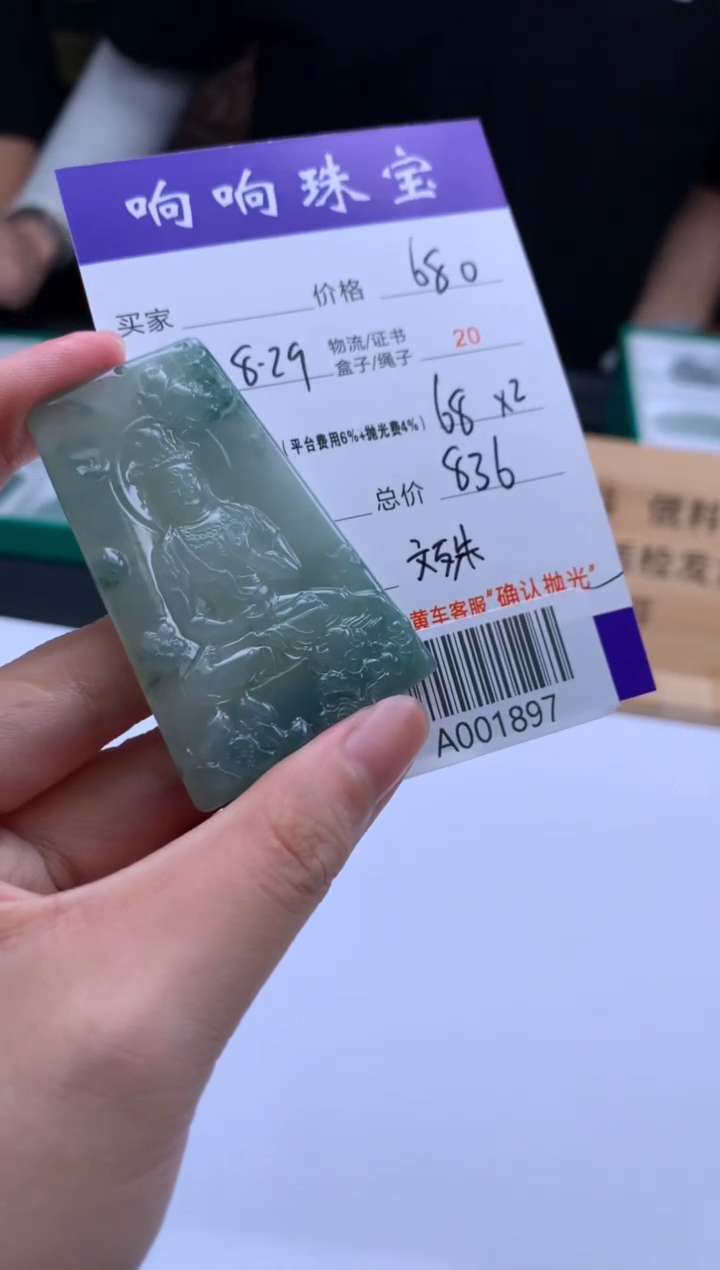 响响珠宝
买家 价格 680
8-29 物流/证书 盒子/绳子 20
(平台费用6%+抛光费4%) 68 x2
总价 836
文殊
黄车客服"确认抛光"
A001897